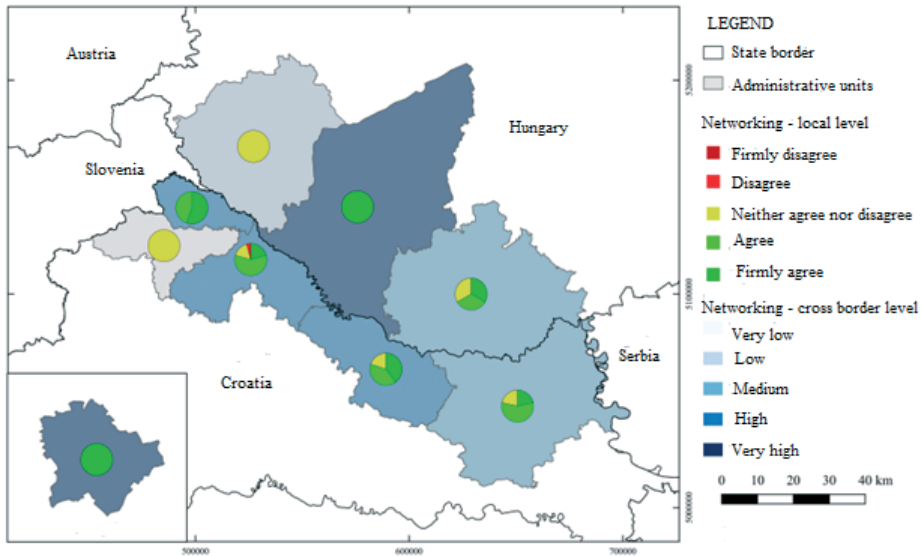 Austria
Slovenia
Hungary
Croatia
Serbia
5200000
5100000
5000000
500000
600000
700000
LEGEND
State border
Administrative units
Networking - local level
Firmly disagree
Disagree
Neither agree nor disagree
Agree
Firmly agree
Networking - cross border level
Very low
Low
Medium
High
Very high
0 10 20 30 40 km